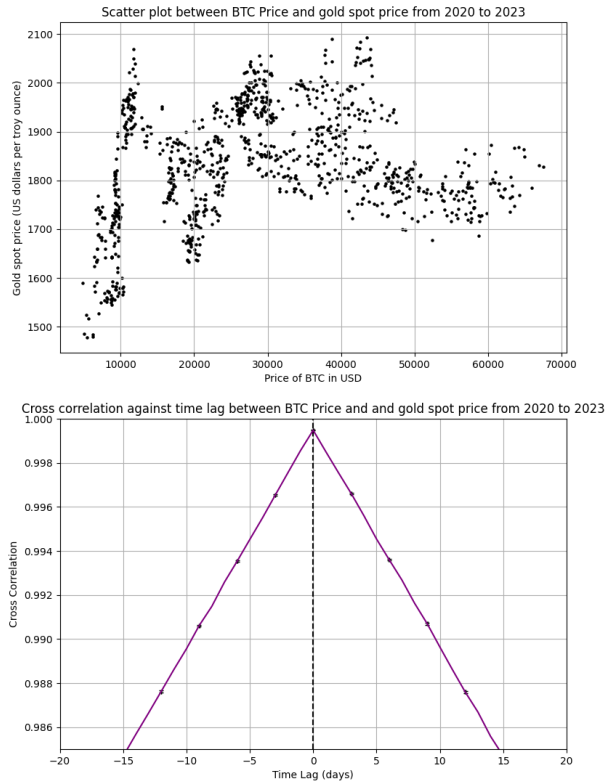 Scatter plot between BTC Price and gold spot price from 2020 to 2023
Gold spot price (US dollars per troy ounce)
2100
2000
1900
1800
1700
1600
1500
10000 20000 30000 40000 50000 60000 70000
Price of BTC in USD
Cross correlation against time lag between BTC Price and and gold spot price from 2020 to 2023
Cross Correlation
1.000
0.998
0.996
0.994
0.992
0.990
0.988
0.986
−20 −15 −10 −5 0 5 10 15 20
Time Lag (days)